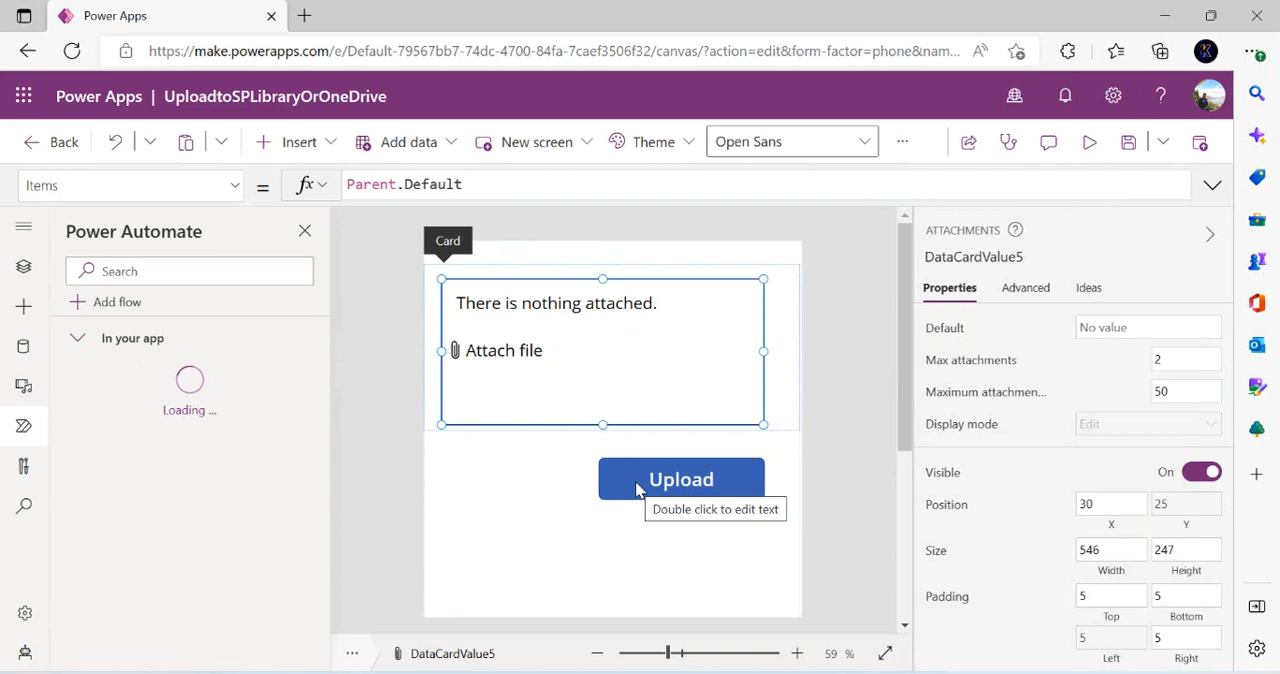 Power Apps
https://make.powerapps.com/e/Default-79567bb7-74dc-4700-84fa-7caef3506f32/canvas/?action=edit&form-factor=phone&nam...
Power Apps | UploadtoSPLibraryOrOneDrive
Back Insert Add data New screen Theme Open Sans ...
Items = fx Parent.Default
Power Automate
Search
Add flow
In your app
Loading ...
Card
There is nothing attached.
Attach file
Upload
Double click to edit text
DataCardValue5
59 %
ATTACHMENTS
DataCardValue5
Properties Advanced Ideas
Default No value
Max attachments 2
Maximum attachmen... 50
Display mode Edit
Visible On
Position 30 25
X Y
Size 546 247
Width Height
Padding 5 5
Top Bottom
5 5
Left Right